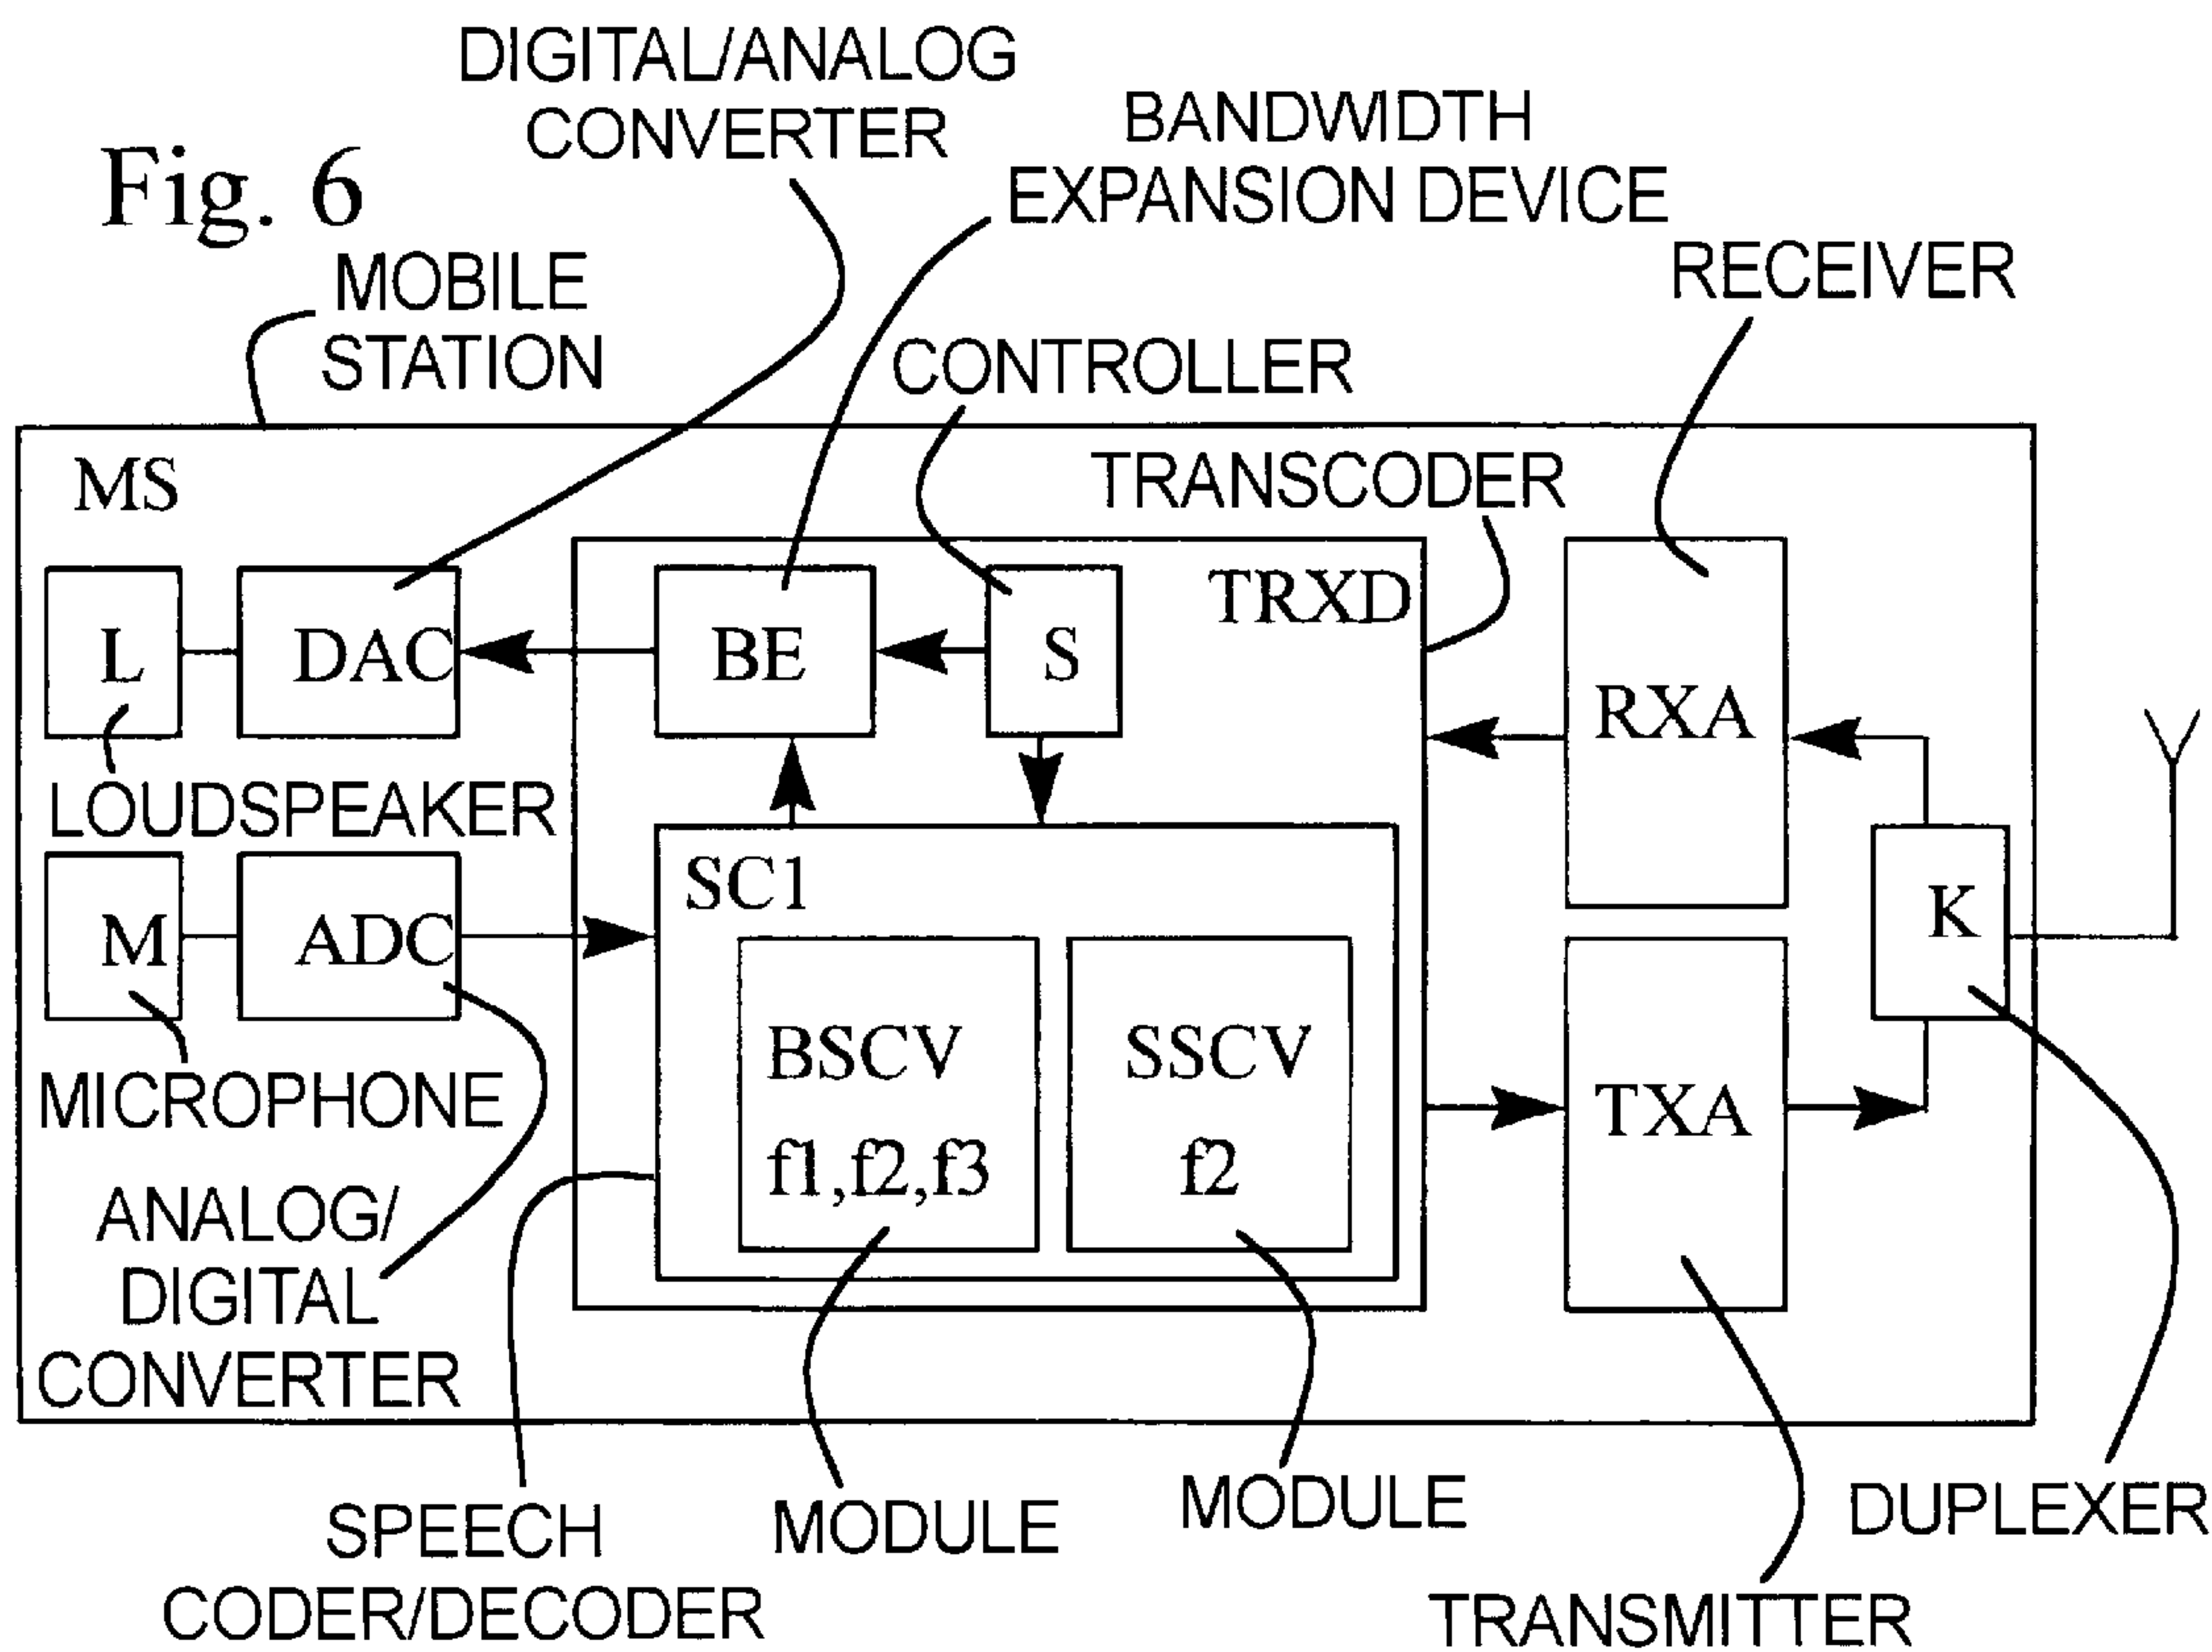 Fig. 6
DIGITAL/ANALOG
CONVERTER
BANDWIDTH
EXPANSION DEVICE
RECEIVER
MOBILE
STATION
CONTROLLER
MS
TRANSCODER
L
DAC
BE
S
TRXD
RXA
LOUDSPEAKER
M
ADC
SC1
K
BSCV
f1,f2,f3
SSCV
f2
TXA
MICROPHONE
ANALOG/
DIGITAL
CONVERTER
SPEECH
CODER/DECODER
MODULE
MODULE
DUPLEXER
TRANSMITTER